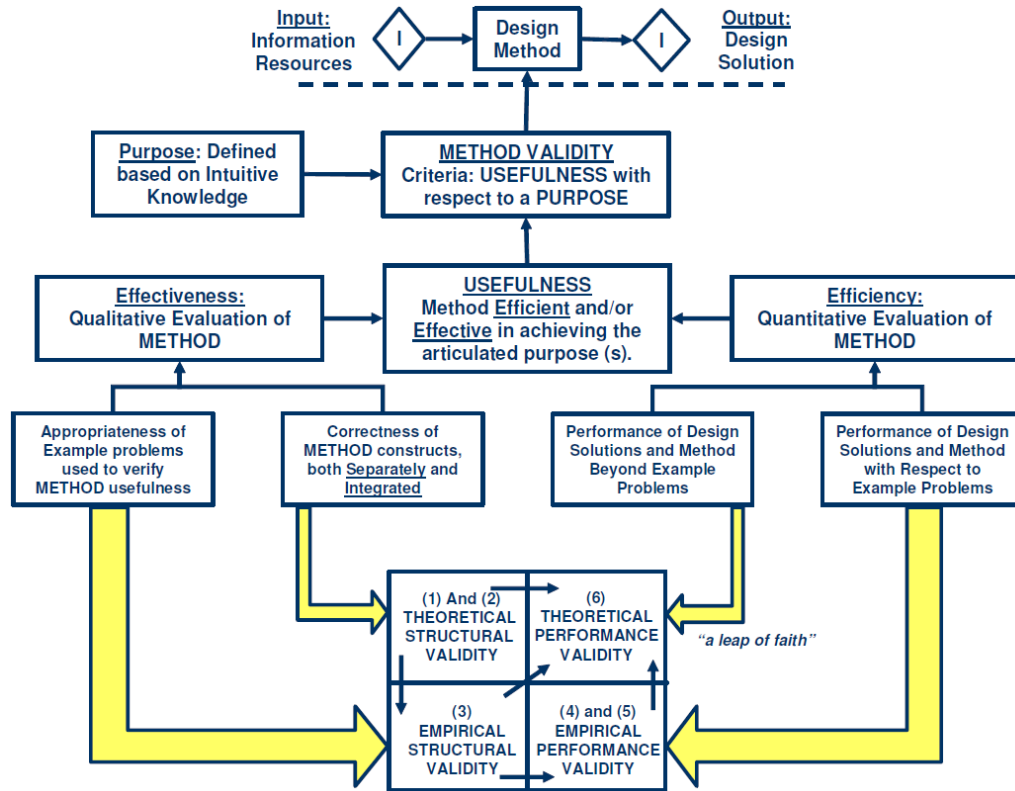 Input:
Information
Resources
I
Design
Method
I
Output:
Design
Solution
Purpose: Defined
based on Intuitive
Knowledge
METHOD VALIDITY
Criteria: USEFULNESS with
respect to a PURPOSE
Effectiveness:
Qualitative Evaluation of
METHOD
USEFULNESS
Method Efficient and/or
Effective in achieving the
articulated purpose (s).
Efficiency:
Quantitative Evaluation of
METHOD
Appropriateness of
Example problems
used to verify
METHOD usefulness
Correctness of
METHOD constructs,
both Separately and
Integrated
Performance of Design
Solutions and Method
Beyond Example
Problems
Performance of Design
Solutions and Method
with Respect to
Example Problems
(1) And (2)
THEORETICAL
STRUCTURAL
VALIDITY
(6)
THEORETICAL
PERFORMANCE
VALIDITY
“a leap of faith”
(3)
EMPIRICAL
STRUCTURAL
VALIDITY
(4) and (5)
EMPIRICAL
PERFORMANCE
VALIDITY